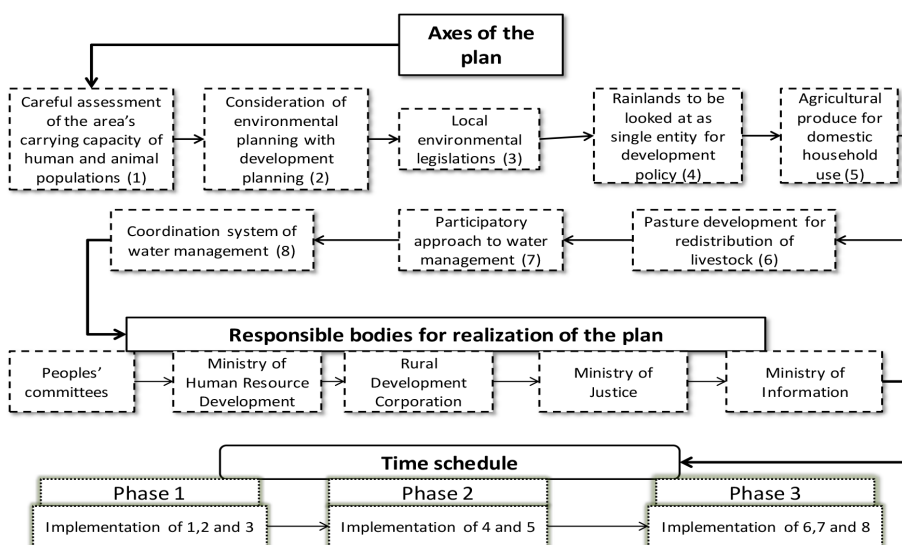 Axes of the
plan
Careful assessment
of the area's
carrying capacity of
human and animal
populations (1)
Consideration of
environmental
planning with
development
planning (2)
Local
environmental
legislations (3)
Rainlands to be
looked at as
single entity for
development
policy (4)
Agricultural
produce for
domestic
household
use (5)
Pasture development for
redistribution of
livestock (6)
Participatory
approach to water
management (7)
Coordination system of
water management (8)
Responsible bodies for realization of the plan
Peoples'
committees
Ministry of
Human Resource
Development
Rural
Development
Corporation
Ministry of
Justice
Ministry of
Information
Time schedule
Phase 1
Implementation of 1,2 and 3
Phase 2
Implementation of 4 and 5
Phase 3
Implementation of 6,7 and 8